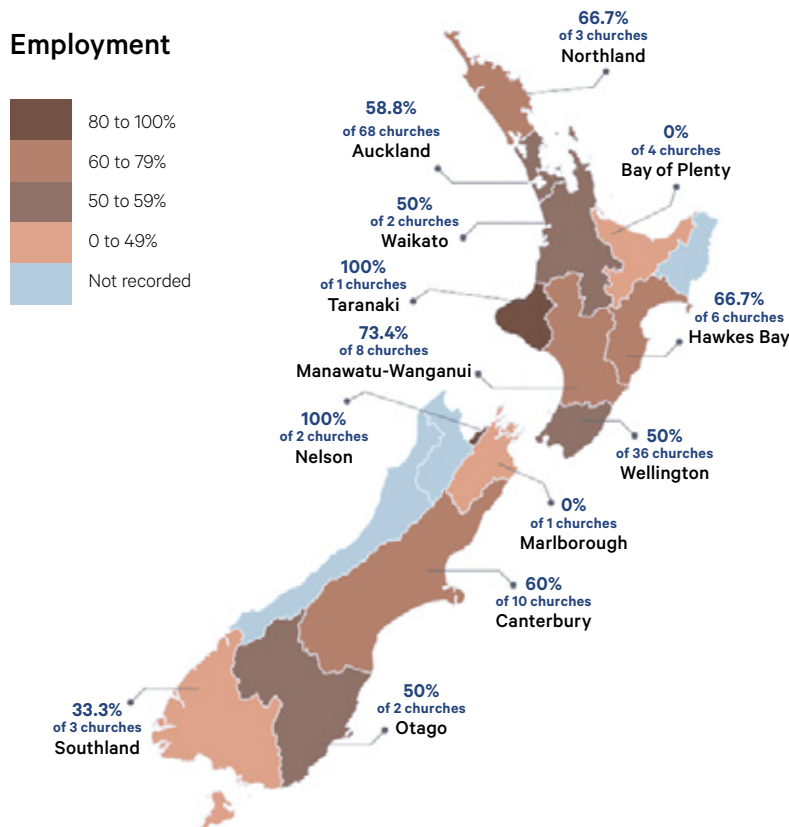 Employment
80 to 100%
60 to 79%
50 to 59%
0 to 49%
Not recorded
66.7%
of 3 churches
Northland
58.8%
of 68 churches
Auckland
0%
of 4 churches
Bay of Plenty
50%
of 2 churches
Waikato
100%
of 1 churches
Taranaki
66.7%
of 6 churches
Hawkes Bay
73.4%
of 8 churches
Manawatu-Wanganui
100%
of 2 churches
Nelson
50%
of 36 churches
Wellington
0%
of 1 churches
Marlborough
60%
of 10 churches
Canterbury
50%
of 2 churches
Otago
33.3%
of 3 churches
Southland